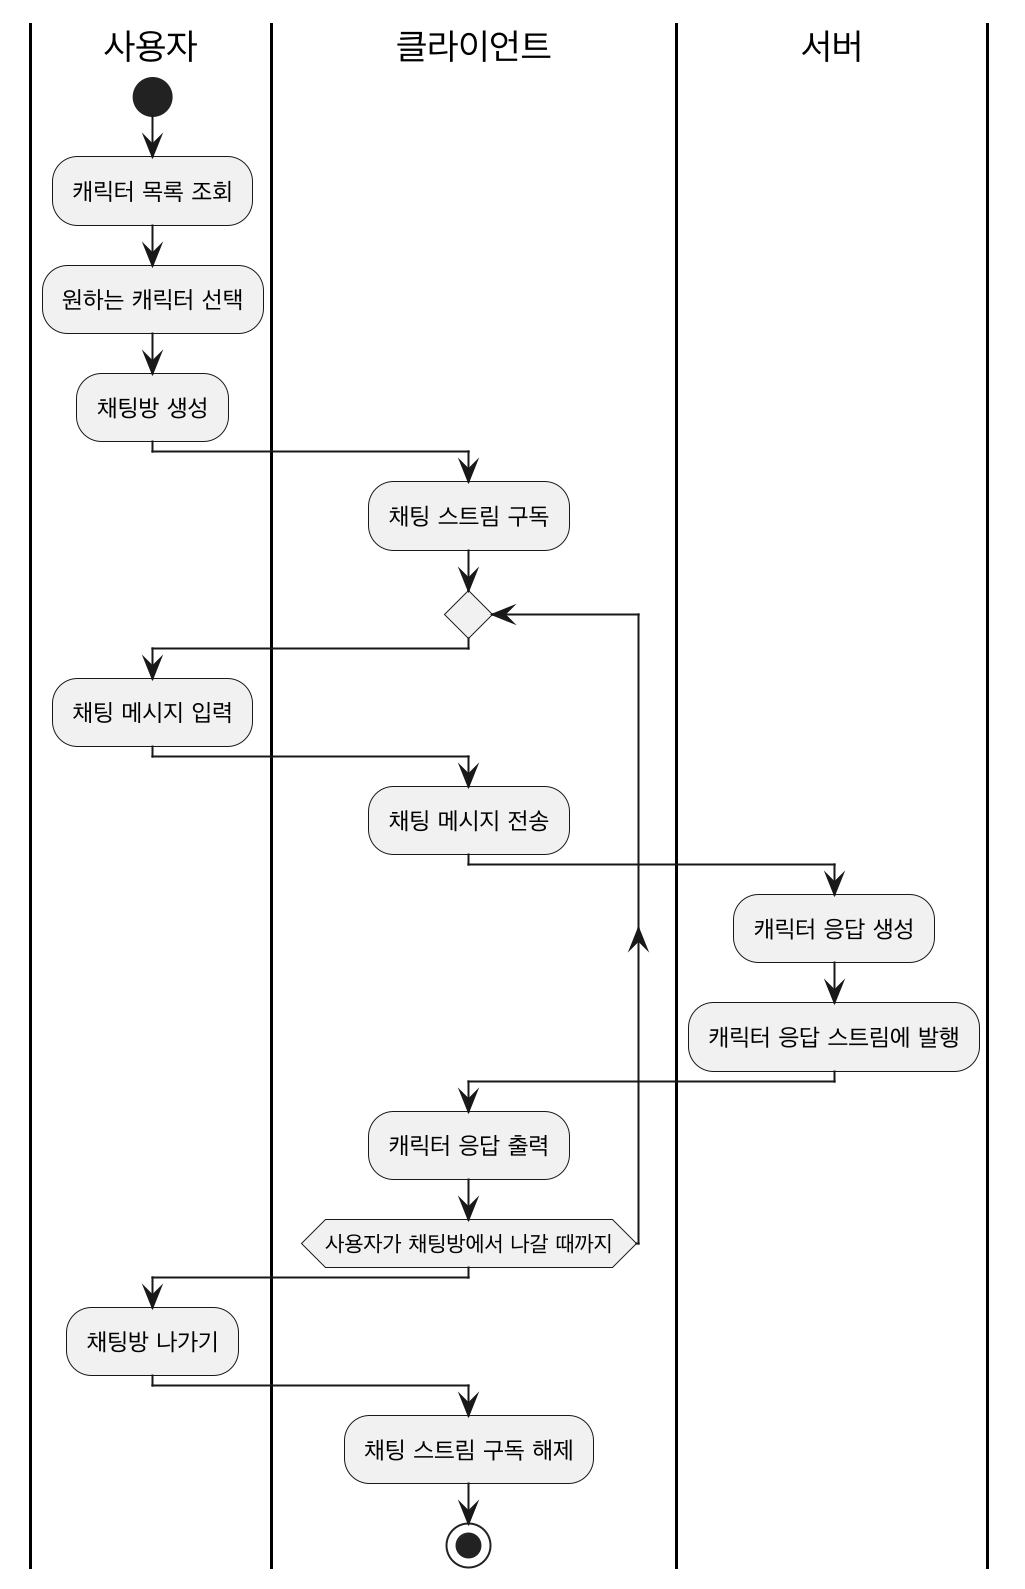 사용자
클라이언트
서버
캐릭터 목록 조회
원하는 캐릭터 선택
채팅방 생성
채팅 스트림 구독
채팅 메시지 입력
채팅 메시지 전송
캐릭터 응답 생성
캐릭터 응답 스트림에 발행
캐릭터 응답 출력
사용자가 채팅방에서 나갈 때까지
채팅방 나가기
채팅 스트림 구독 해제